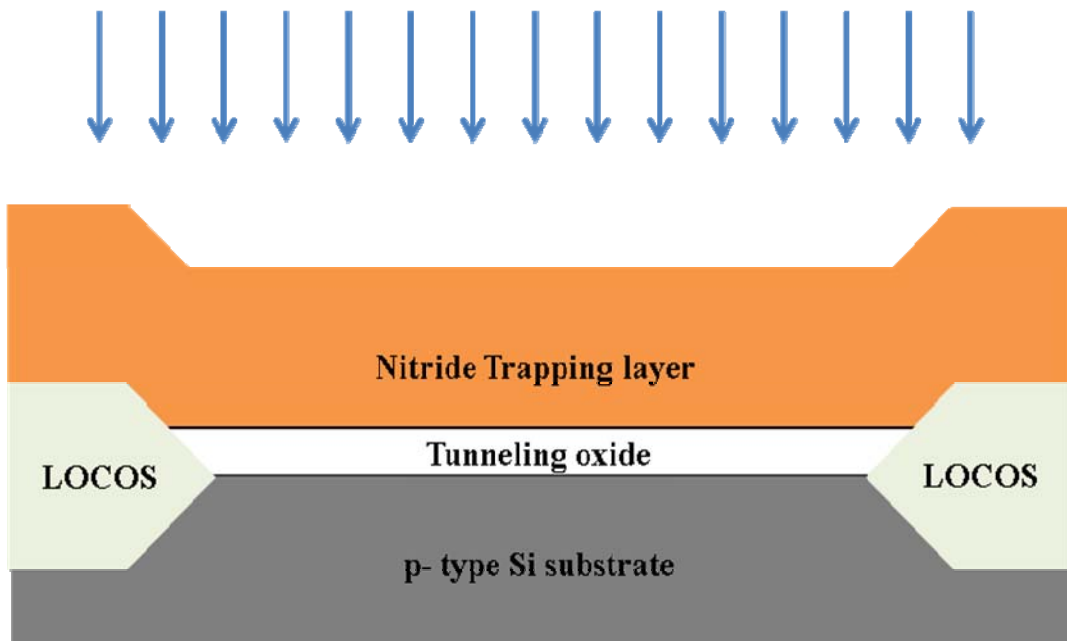 Nitride Trapping layer
Tunneling oxide
LOCOS
LOCOS
p- type Si substrate